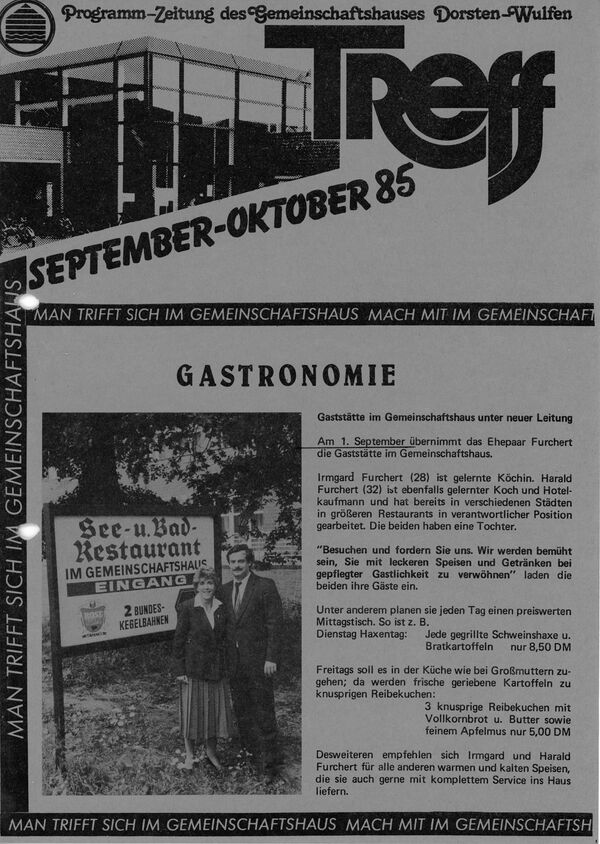 Programm-Zeitung des Gemeinschaftshauses Dorsten-Wulfen
Treff
SEPTEMBER-OKTOBER 85
MAN TRIFFT SICH IM GEMEINSCHAFTSHAUS MACH MIT IM GEMEINSCHAFT
MAN TRIFFT SICH IM GEMEINSCHAFTSHAUS MAN TRIFFT SICH IM GEMEINSCHAFTSHAUS
GASTRONOMIE
See- u. Bad-
Restaurant
IM GEMEINSCHAFTSHAUS
EINGANG
2 BUNDES-
KEGELBAHNEN
Gaststätte im Gemeinschaftshaus unter neuer Leitung
Am 1. September übernimmt das Ehepaar Furchert
die Gaststätte im Gemeinschaftshaus.
Irmgard Furchert (28) ist gelernte Köchin. Harald
Furchert (32) ist ebenfalls gelernter Koch und Hotel-
kaufmann und hat bereits in verschiedenen Städten
in größeren Restaurants in verantwortlicher Position
gearbeitet. Die beiden haben eine Tochter.
"Besuchen und fordern Sie uns. Wir werden bemüht
sein, Sie mit leckeren Speisen und Getränken bei
gepflegter Gastlichkeit zu verwöhnen" laden die
beiden ihre Gäste ein.
Unter anderem planen sie jeden Tag einen preiswerten
Mittagstisch. So ist z. B.
Dienstag Haxentag: Jede gegrillte Schweinshaxe u.
Bratkartoffeln nur 8,50 DM
Freitags soll es in der Küche wie bei Großmuttern zu-
gehen; da werden frische geriebene Kartoffeln zu
knusprigen Reibekuchen:
3 knusprige Reibekuchen mit
Vollkornbrot u. Butter sowie
feinem Apfelmus nur 5,00 DM
Desweiteren empfehlen sich Irmgard und Harald
Furchert für alle anderen warmen und kalten Speisen,
die sie auch gerne mit komplettem Service ins Haus
liefern.
MAN TRIFFT SICH IM GEMEINSCHAFTSHAUS MACH MIT IM GEMEINSCHAFTSH